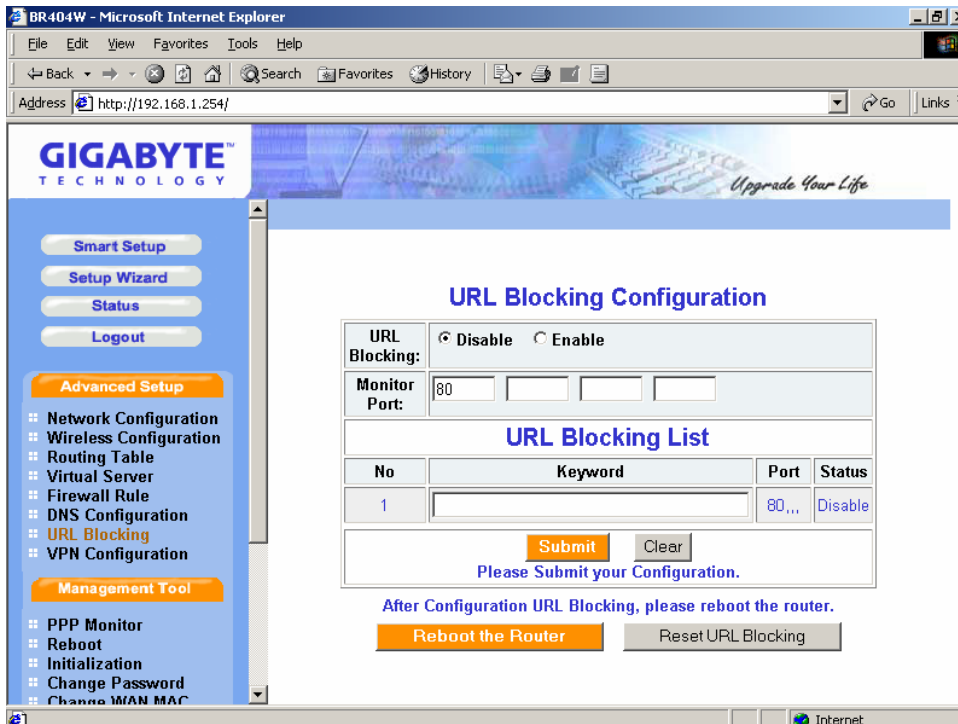 BR404W - Microsoft Internet Explorer
File Edit View Favorites Tools Help
Back Search Favorites History
Address http://192.168.1.254/ Go Links
GIGABYTE™
TECHNOLOGY
Upgrade Your Life
Smart Setup
Setup Wizard
Status
Logout
Advanced Setup
Network Configuration
Wireless Configuration
Routing Table
Virtual Server
Firewall Rule
DNS Configuration
URL Blocking
VPN Configuration
Management Tool
PPP Monitor
Reboot
Initialization
Change Password
Change WAN MAC
URL Blocking Configuration
URL Blocking: Disable Enable
Monitor Port: 80
URL Blocking List
No Keyword Port Status
1 80,,, Disable
Submit Clear
Please Submit your Configuration.
After Configuration URL Blocking, please reboot the router.
Reboot the Router Reset URL Blocking
Internet